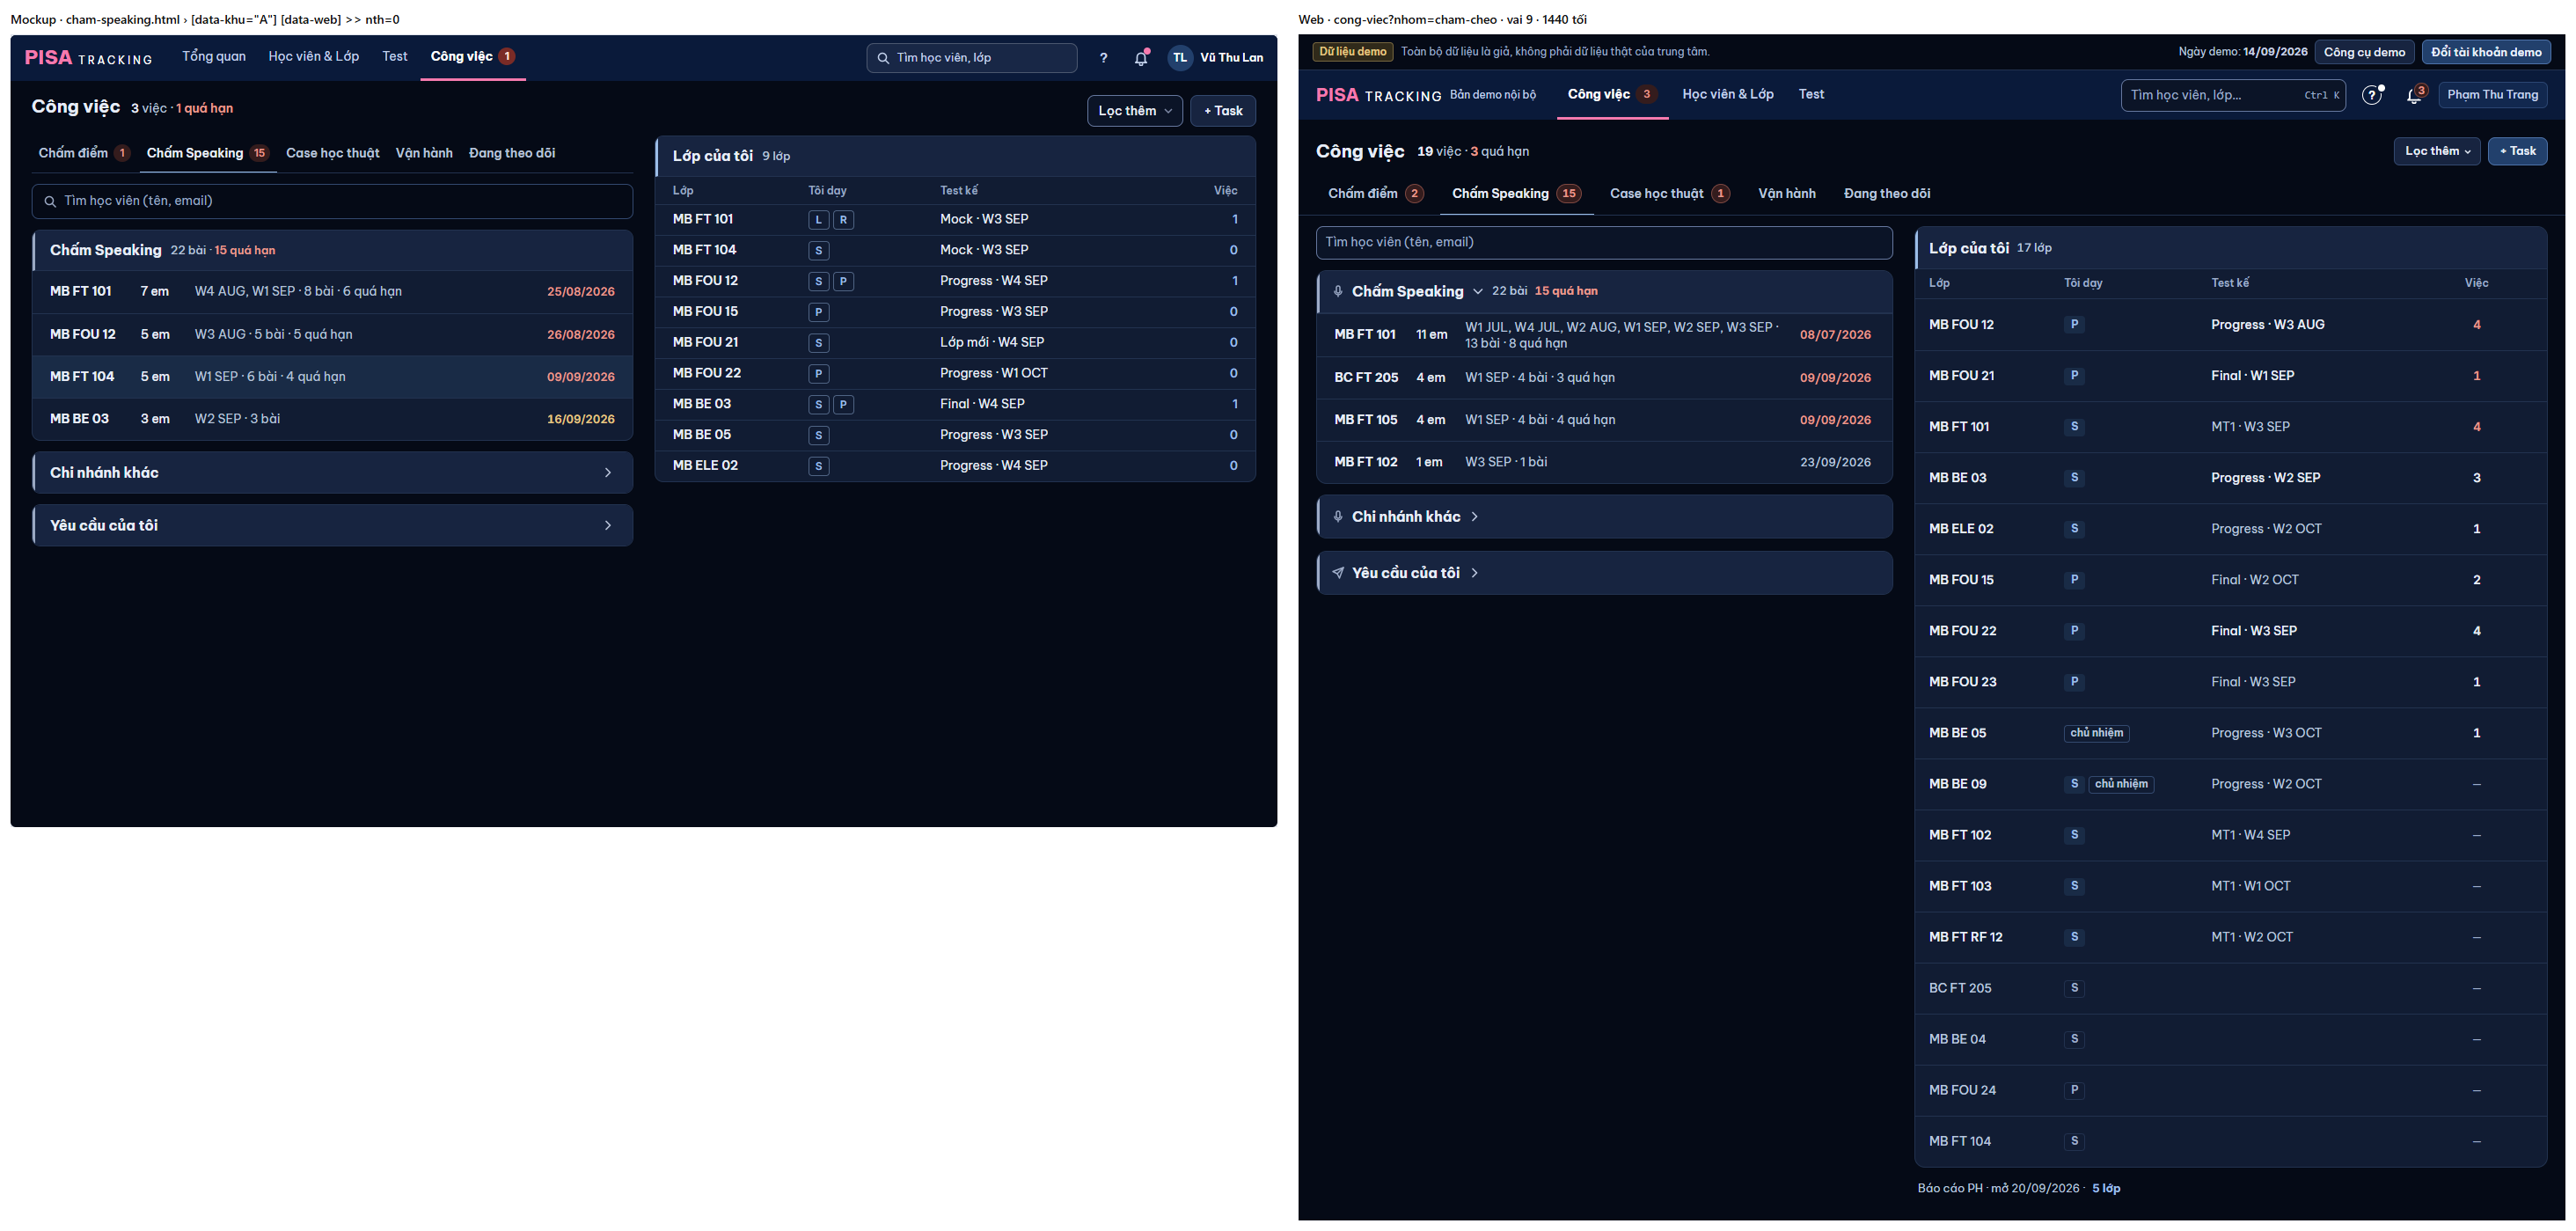 Mockup · cham-speaking.html › [data-khu="A"] [data-web] >> nth=0
PISA TRACKING Tổng quan Học viên & Lớp Test Công việc 1 Tìm học viên, lớp ? TL Vũ Thu Lan
Công việc 3 việc · 1 quá hạn Lọc thêm + Task
Chấm điểm 1 Chấm Speaking 15 Case học thuật Vận hành Đang theo dõi
Tìm học viên (tên, email)
Chấm Speaking 22 bài · 15 quá hạn
MB FT 101 7 em W4 AUG, W1 SEP · 8 bài · 6 quá hạn 25/08/2026
MB FOU 12 5 em W3 AUG · 5 bài · 5 quá hạn 26/08/2026
MB FT 104 5 em W1 SEP · 6 bài · 4 quá hạn 09/09/2026
MB BE 03 3 em W2 SEP · 3 bài 16/09/2026
Chi nhánh khác
Yêu cầu của tôi
Lớp của tôi 9 lớp
Lớp Tôi dạy Test kế Việc
MB FT 101 L R Mock · W3 SEP 1
MB FT 104 S Mock · W3 SEP 0
MB FOU 12 S P Progress · W4 SEP 1
MB FOU 15 P Progress · W3 SEP 0
MB FOU 21 S Lớp mới · W4 SEP 0
MB FOU 22 P Progress · W1 OCT 0
MB BE 03 S P Final · W4 SEP 1
MB BE 05 S Progress · W3 SEP 0
MB ELE 02 S Progress · W4 SEP 0
Web · cong-viec?nhom=cham-cheo · vai 9 · 1440 tối
Dữ liệu demo Toàn bộ dữ liệu là giả, không phải dữ liệu thật của trung tâm. Ngày demo: 14/09/2026 Công cụ demo Đổi tài khoản demo
PISA TRACKING Bản demo nội bộ Công việc 3 Học viên & Lớp Test Tìm học viên, lớp... Ctrl K ? 3 Phạm Thu Trang
Công việc 19 việc · 3 quá hạn Lọc thêm + Task
Chấm điểm 2 Chấm Speaking 15 Case học thuật 1 Vận hành Đang theo dõi
Tìm học viên (tên, email)
Chấm Speaking 22 bài 15 quá hạn
MB FT 101 11 em W1 JUL, W4 JUL, W2 AUG, W1 SEP, W2 SEP, W3 SEP ·
13 bài · 8 quá hạn 08/07/2026
BC FT 205 4 em W1 SEP · 4 bài · 3 quá hạn 09/09/2026
MB FT 105 4 em W1 SEP · 4 bài · 4 quá hạn 09/09/2026
MB FT 102 1 em W3 SEP · 1 bài 23/09/2026
Chi nhánh khác
Yêu cầu của tôi
Lớp của tôi 17 lớp
Lớp Tôi dạy Test kế Việc
MB FOU 12 P Progress · W3 AUG 4
MB FOU 21 P Final · W1 SEP 1
MB FT 101 S MT1 · W3 SEP 4
MB BE 03 S Progress · W2 SEP 3
MB ELE 02 S Progress · W2 OCT 1
MB FOU 15 P Final · W2 OCT 2
MB FOU 22 P Final · W3 SEP 4
MB FOU 23 P Final · W3 SEP 1
MB BE 05 chủ nhiệm Progress · W3 OCT 1
MB BE 09 S chủ nhiệm Progress · W2 OCT –
MB FT 102 S MT1 · W4 SEP –
MB FT 103 S MT1 · W1 OCT –
MB FT RF 12 S MT1 · W2 OCT –
BC FT 205 S –
MB BE 04 S –
MB FOU 24 P –
MB FT 104 S –
Báo cáo PH · mở 20/09/2026 · 5 lớp